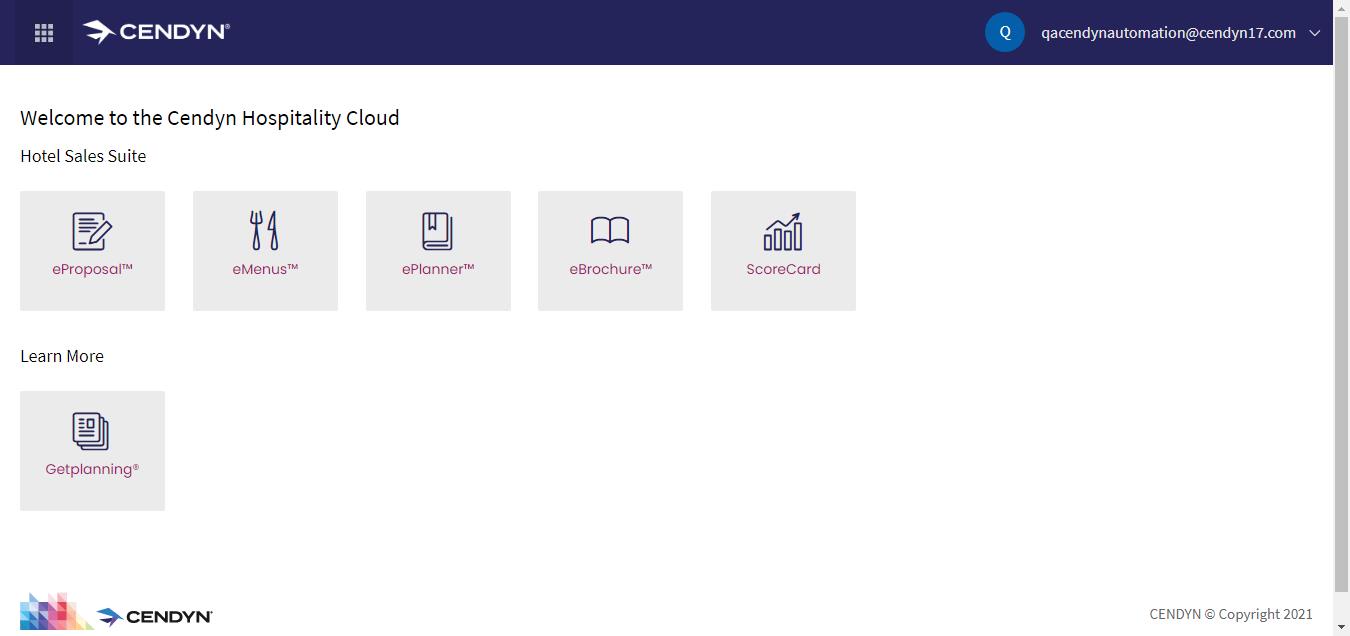 CENDYN®
Q
qacendynautomation@cendyn17.com
Welcome to the Cendyn Hospitality Cloud
Hotel Sales Suite
eProposal™
eMenus™
ePlanner™
eBrochure™
ScoreCard
Learn More
Getplanning®
CENDYN®
CENDYN © Copyright 2021